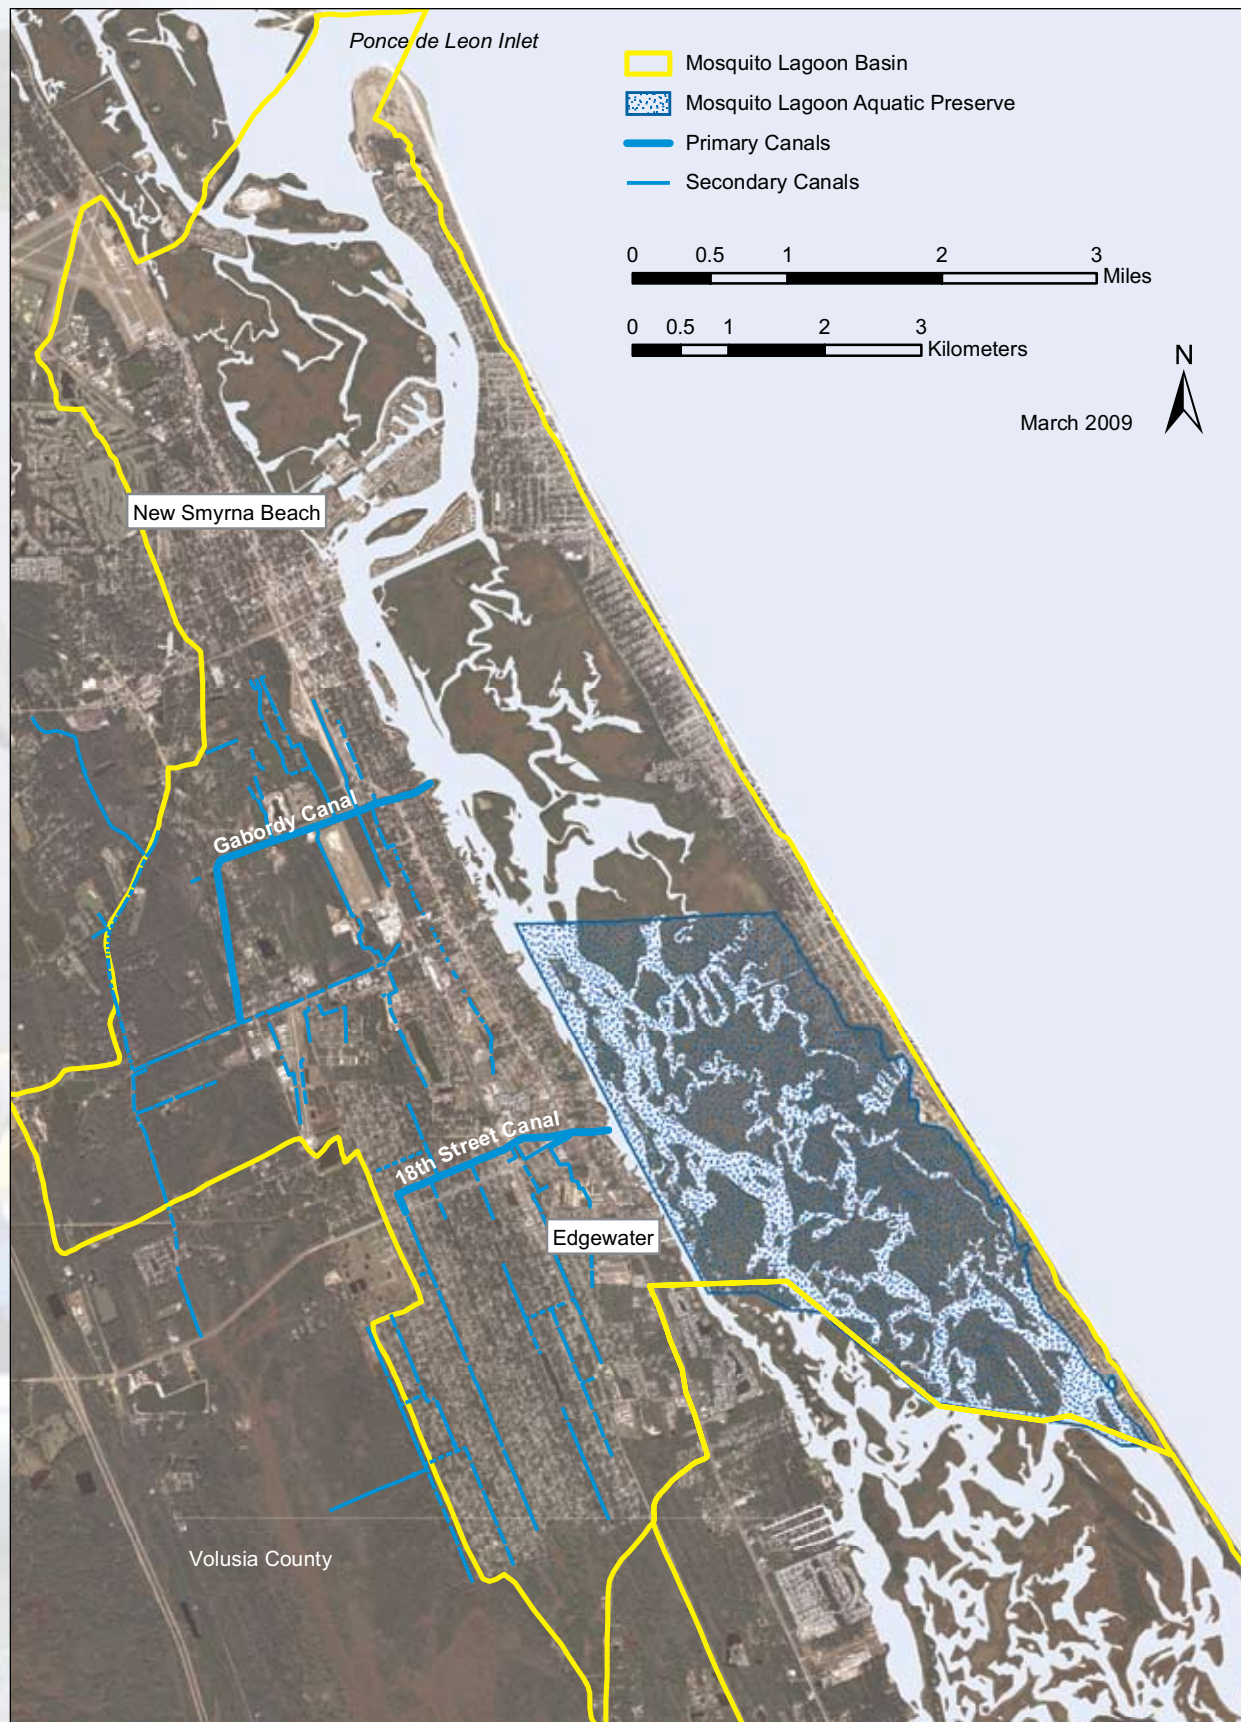 Ponce de Leon Inlet
Mosquito Lagoon Basin
Mosquito Lagoon Aquatic Preserve
Primary Canals
Secondary Canals
0 0.5 1 2 3
Miles
0 0.5 1 2 3
Kilometers
N
March 2009
New Smyrna Beach
Gabordy Canal
18th Street Canal
Edgewater
Volusia County